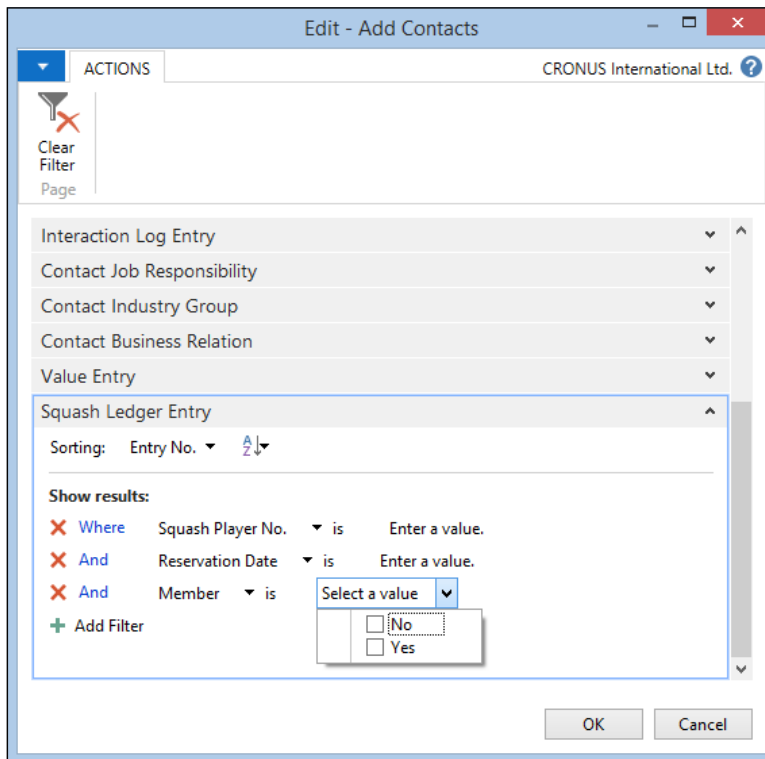 Edit - Add Contacts
ACTIONS
CRONUS International Ltd.
?
Clear
Filter
Page
Interaction Log Entry
Contact Job Responsibility
Contact Industry Group
Contact Business Relation
Value Entry
Squash Ledger Entry
Sorting: Entry No. A Z
Show results:
Where Squash Player No. is Enter a value.
And Reservation Date is Enter a value.
And Member is Select a value
No
Add Filter
Yes
OK Cancel